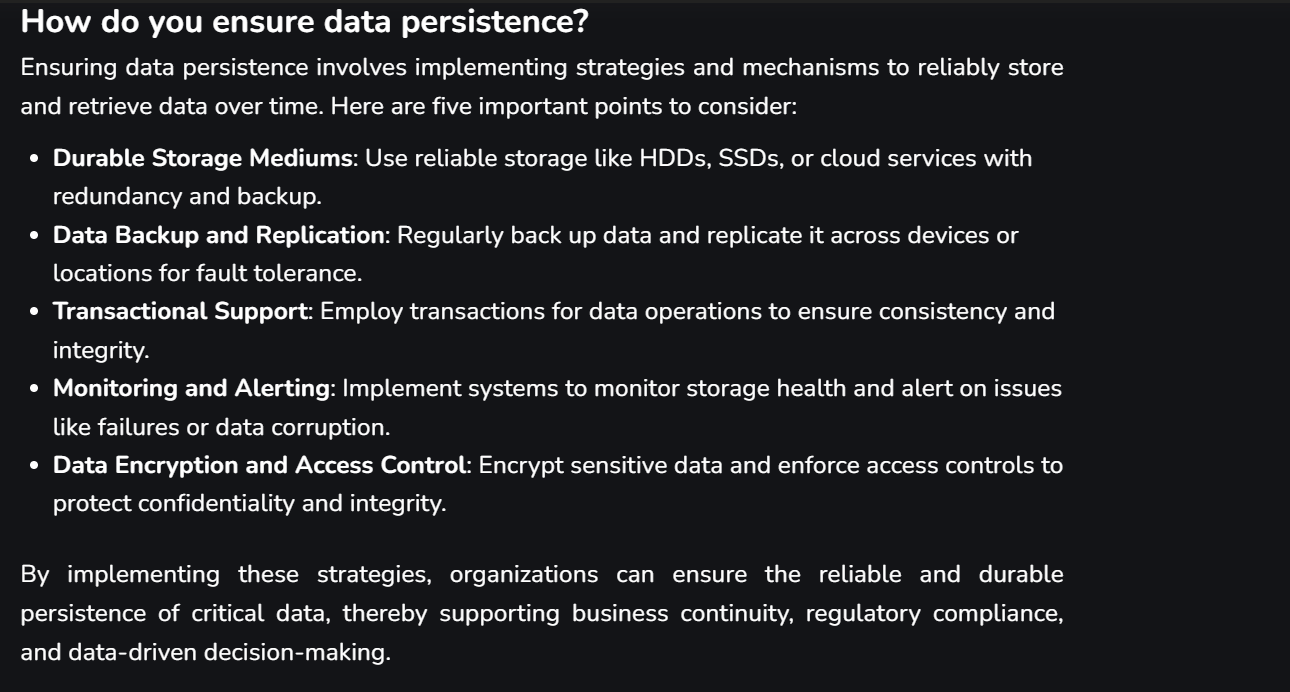 How do you ensure data persistence?
Ensuring data persistence involves implementing strategies and mechanisms to reliably store
and retrieve data over time. Here are five important points to consider:
• Durable Storage Mediums: Use reliable storage like HDDs, SSDs, or cloud services with
redundancy and backup.
• Data Backup and Replication: Regularly back up data and replicate it across devices or
locations for fault tolerance.
• Transactional Support: Employ transactions for data operations to ensure consistency and
integrity.
• Monitoring and Alerting: Implement systems to monitor storage health and alert on issues
like failures or data corruption.
• Data Encryption and Access Control: Encrypt sensitive data and enforce access controls to
protect confidentiality and integrity.
By implementing these strategies, organizations can ensure the reliable and durable
persistence of critical data, thereby supporting business continuity, regulatory compliance,
and data-driven decision-making.